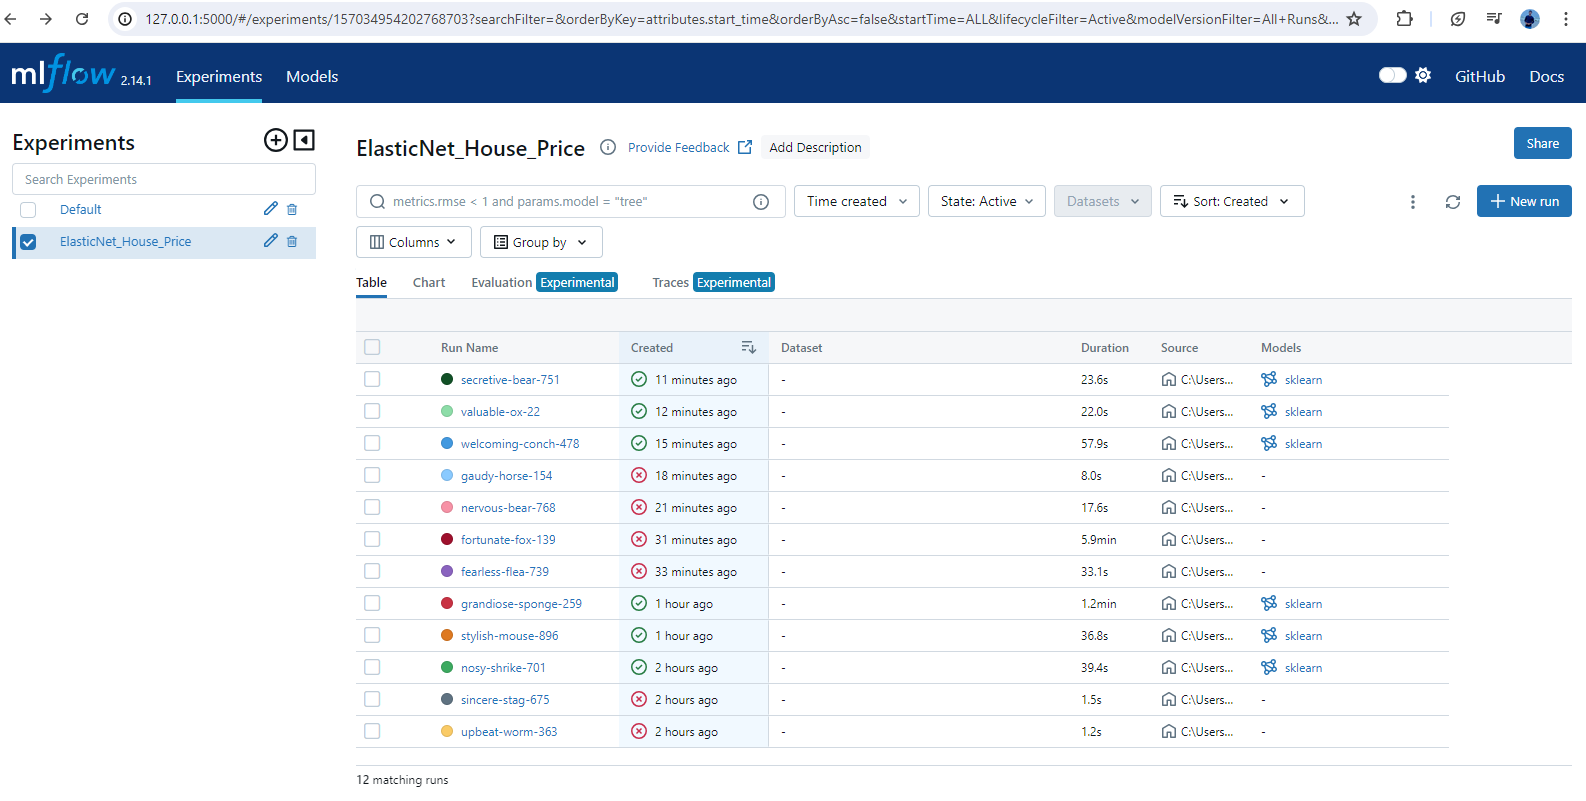 127.0.0.1:5000/#/experiments/157034954202768703?searchFilter=&orderByKey=attributes.start_time&orderByAsc=false&startTime=ALL&lifecycleFilter=Active&modelVersionFilter=All+Runs&...
mlflow 2.14.1 Experiments Models GitHub Docs
Experiments
Search Experiments
Default
ElasticNet_House_Price
ElasticNet_House_Price Provide Feedback Add Description Share
metrics.rmse < 1 and params.model = "tree" Time created State: Active Datasets Sort: Created New run
Columns Group by
Table Chart Evaluation Experimental Traces Experimental
Run Name Created Dataset Duration Source Models
secretive-bear-751 11 minutes ago - 23.6s C:\Users... sklearn
valuable-ox-22 12 minutes ago - 22.0s C:\Users... sklearn
welcoming-conch-478 15 minutes ago - 57.9s C:\Users... sklearn
gaudy-horse-154 18 minutes ago - 8.0s C:\Users... -
nervous-bear-768 21 minutes ago - 17.6s C:\Users... -
fortunate-fox-139 31 minutes ago - 5.9min C:\Users... -
fearless-flea-739 33 minutes ago - 33.1s C:\Users... -
grandiose-sponge-259 1 hour ago - 1.2min C:\Users... sklearn
stylish-mouse-896 1 hour ago - 36.8s C:\Users... sklearn
nosy-shrike-701 2 hours ago - 39.4s C:\Users... sklearn
sincere-stag-675 2 hours ago - 1.5s C:\Users... -
upbeat-worm-363 2 hours ago - 1.2s C:\Users... -
12 matching runs